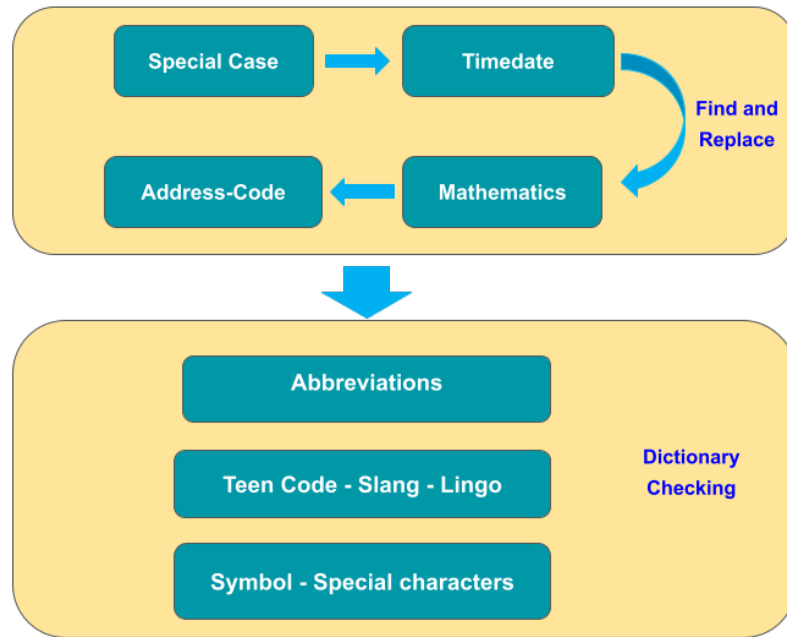 Special Case
Timedate
Find and
Replace
Address-Code
Mathematics
Abbreviations
Teen Code - Slang - Lingo
Dictionary
Checking
Symbol - Special characters